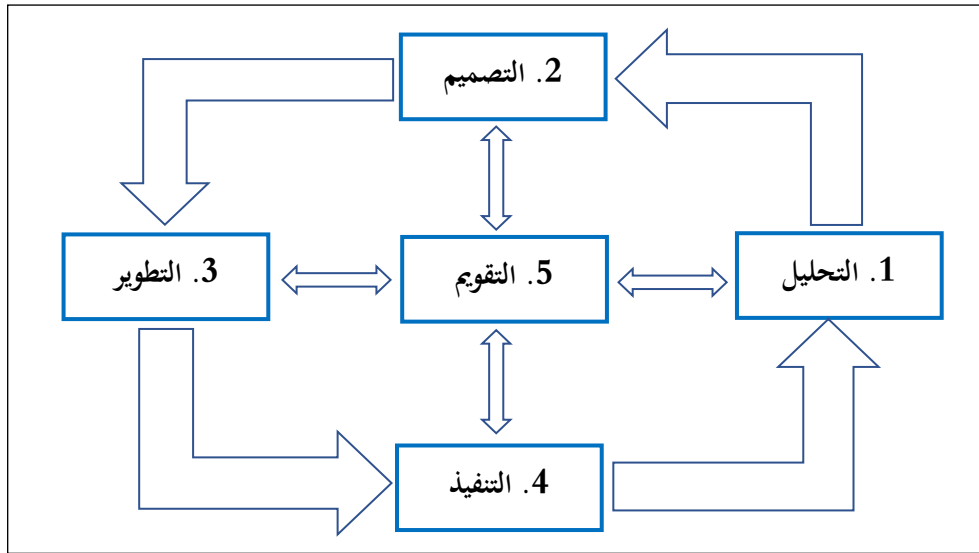 2. التصميم
1. التحليل
5. التقويم
3. التطوير
4. التنفيذ